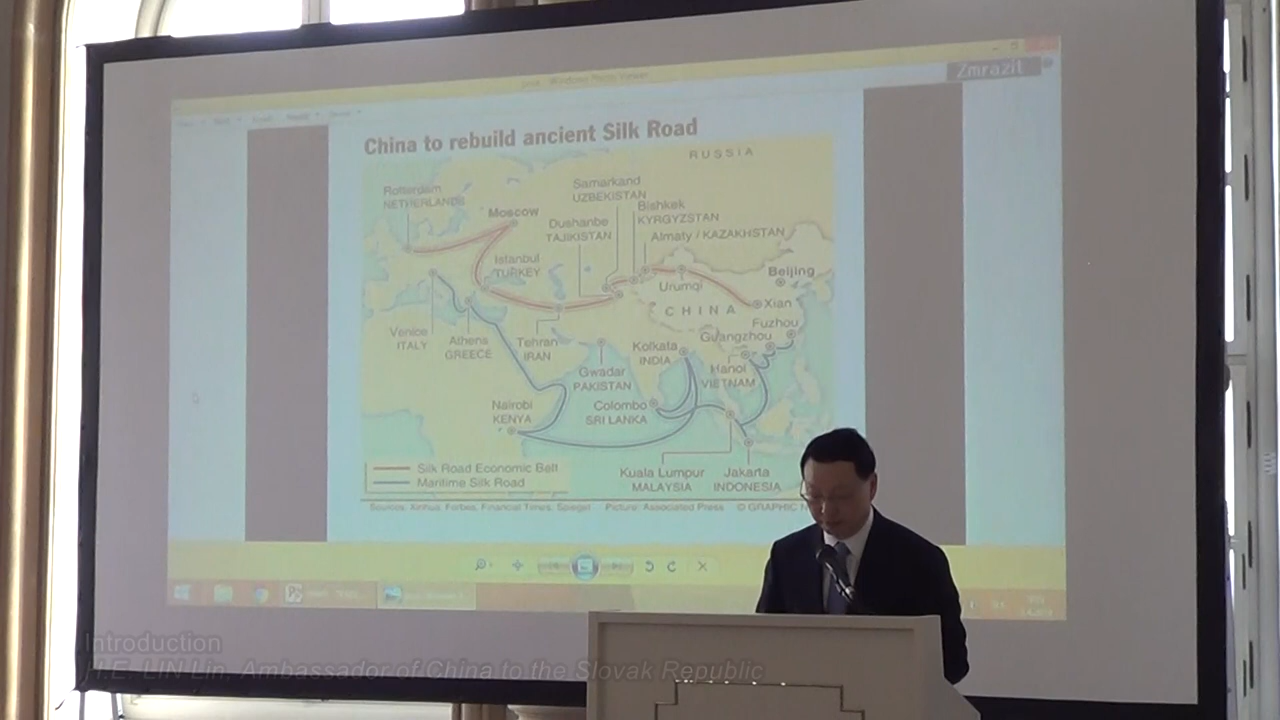 Zmrazit
China to rebuild ancient Silk Road
RUSSIA
Rotterdam
NETHERLANDS
Moscow
Samarkand
UZBEKISTAN
Bishkek
KYRGYZSTAN
Dushanbe
TAJIKISTAN
Almaty / KAZAKHSTAN
Istanbul
TURKEY
Urumqi
Beijing
Xian
CHINA
Fuzhou
Guangzhou
Venice
ITALY
Athens
GREECE
Tehran
IRAN
Gwadar
PAKISTAN
Kolkata
INDIA
Hanoi
VIETNAM
Nairobi
KENYA
Colombo
SRI LANKA
Kuala Lumpur
MALAYSIA
Jakarta
INDONESIA
Silk Road Economic Belt
Maritime Silk Road
Sources: Xinhua, Forbes, Financial Times, Spiegel Picture: Associated Press © GRAPHIC N
Introduction
H.E. LIN Lin, Ambassador of China to the Slovak Republic